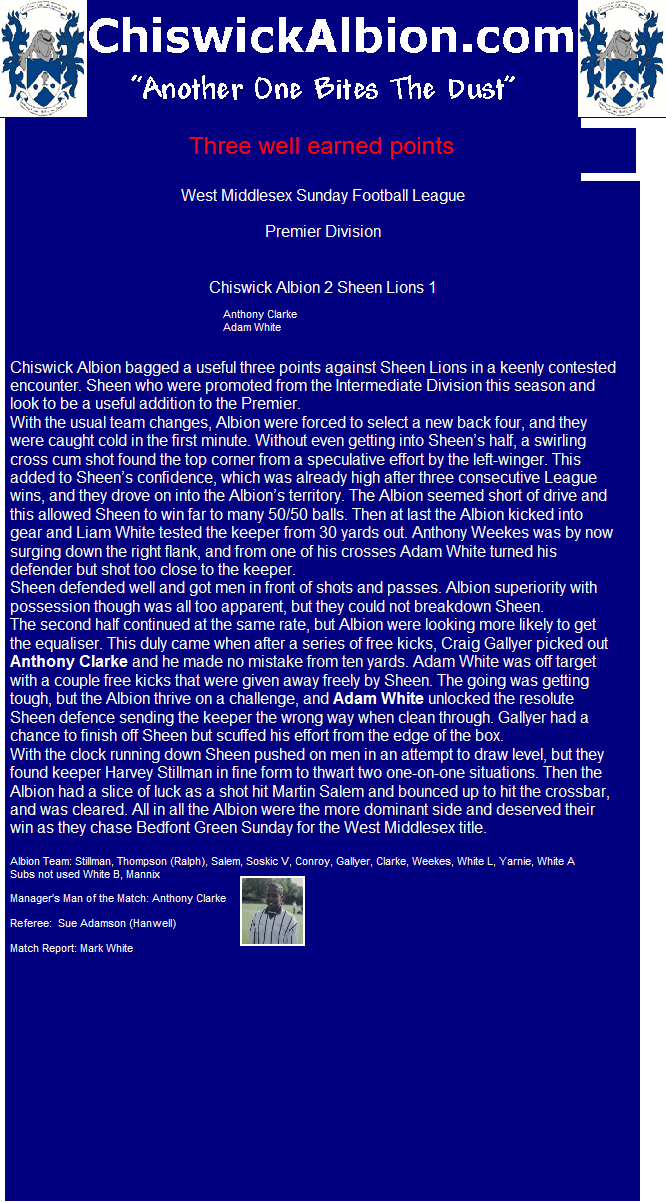 ChiswickAlbion.com
"Another One Bites The Dust"
Three well earned points
West Middlesex Sunday Football League
Premier Division
Chiswick Albion 2 Sheen Lions 1
Anthony Clarke
Adam White
Chiswick Albion bagged a useful three points against Sheen Lions in a keenly contested
encounter. Sheen who were promoted from the Intermediate Division this season and
look to be a useful addition to the Premier.
With the usual team changes, Albion were forced to select a new back four, and they
were caught cold in the first minute. Without even getting into Sheen's half, a swirling
cross cum shot found the top corner from a speculative effort by the left-winger. This
added to Sheen's confidence, which was already high after three consecutive League
wins, and they drove on into the Albion's territory. The Albion seemed short of drive and
this allowed Sheen to win far to many 50/50 balls. Then at last the Albion kicked into
gear and Liam White tested the keeper from 30 yards out. Anthony Weekes was by now
surging down the right flank, and from one of his crosses Adam White turned his
defender but shot too close to the keeper.
Sheen defended well and got men in front of shots and passes. Albion superiority with
possession though was all too apparent, but they could not breakdown Sheen.
The second half continued at the same rate, but Albion were looking more likely to get
the equaliser. This duly came when after a series of free kicks, Craig Gallyer picked out
Anthony Clarke and he made no mistake from ten yards. Adam White was off target
with a couple free kicks that were given away freely by Sheen. The going was getting
tough, but the Albion thrive on a challenge, and Adam White unlocked the resolute
Sheen defence sending the keeper the wrong way when clean through. Gallyer had a
chance to finish off Sheen but scuffed his effort from the edge of the box.
With the clock running down Sheen pushed on men in an attempt to draw level, but they
found keeper Harvey Stillman in fine form to thwart two one-on-one situations. Then the
Albion had a slice of luck as a shot hit Martin Salem and bounced up to hit the crossbar,
and was cleared. All in all the Albion were the more dominant side and deserved their
win as they chase Bedfont Green Sunday for the West Middlesex title.
Albion Team: Stillman, Thompson (Ralph), Salem, Soskic V, Conroy, Gallyer, Clarke, Weekes, White L, Yarnie, White A
Subs not used White B, Mannix
Manager's Man of the Match: Anthony Clarke
Referee: Sue Adamson (Hanwell)
Match Report: Mark White